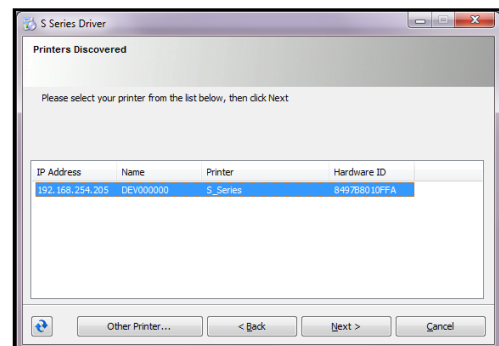 S Series Driver
Printers Discovered
Please select your printer from the list below, then click Next
IP Address Name Printer Hardware ID
192.168.254.205 DEV000000 S_Series 8497B8010FFA
Other Printer... < Back Next > Cancel